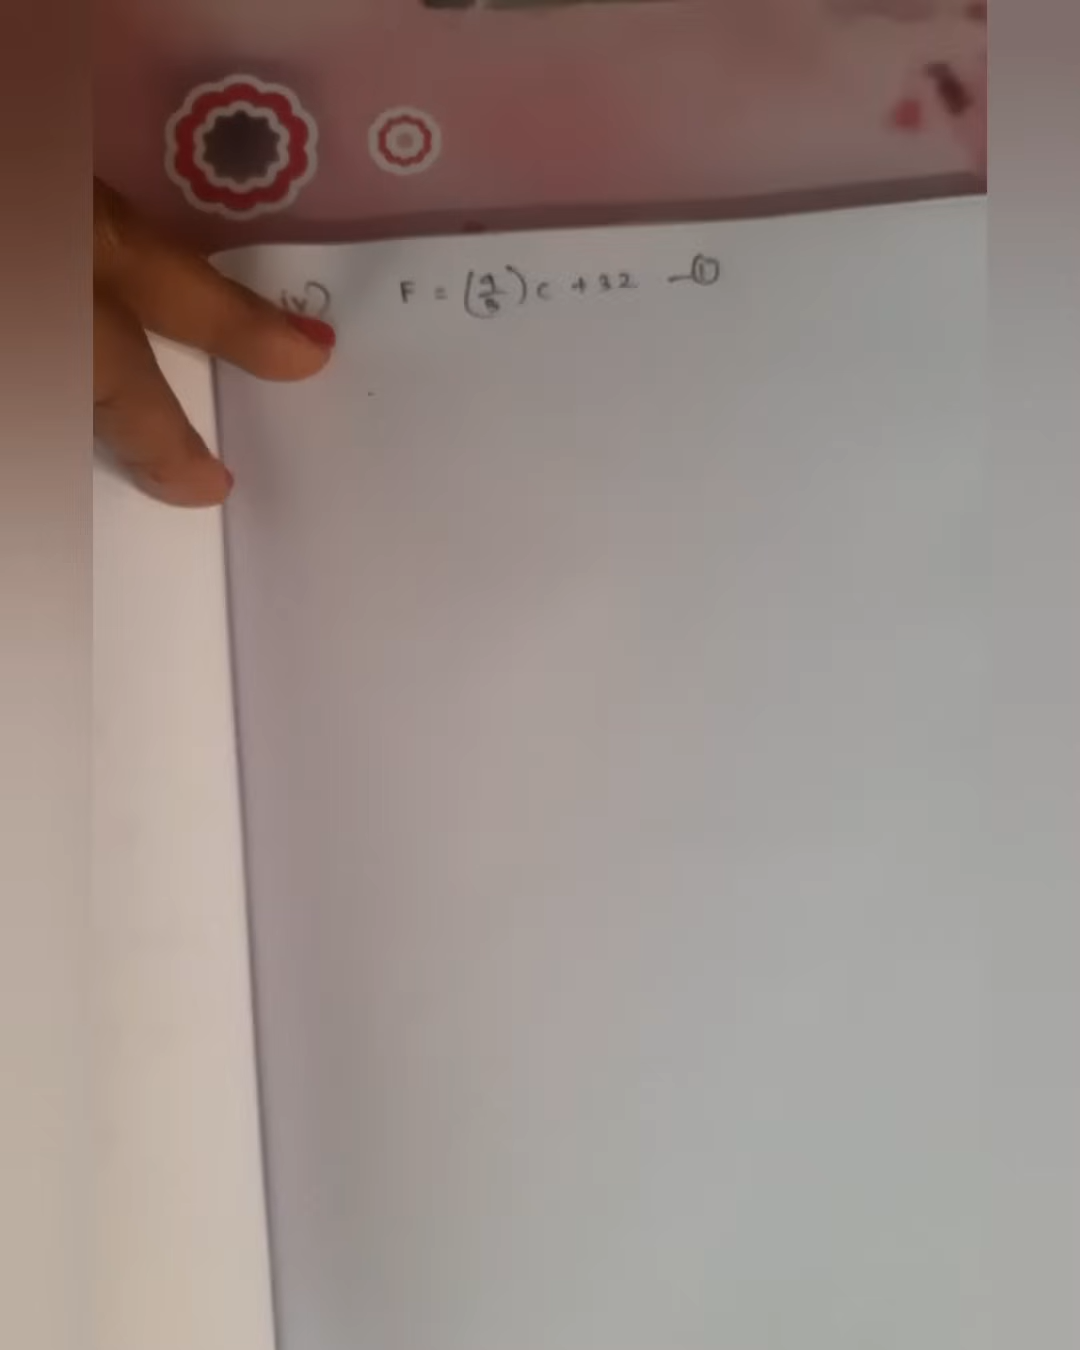 (v) F = (9/5) C + 32 —①